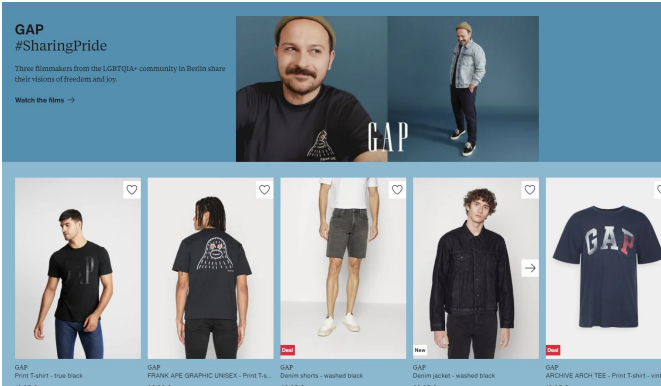 GAP
#SharingPride
Three filmmakers from the LGBTQIA+ community in Berlin share
their visions of freedom and joy.
Watch the films →
GAP
GAP
Deal
New
Deal
GAP
Print T-shirt - true black
GAP
FRANK APE GRAPHIC UNISEX - Print T-s...
GAP
Denim shorts - washed black
GAP
Denim jacket - washed black
GAP
ARCHIVE ARCH TEE - Print T-shirt - vin